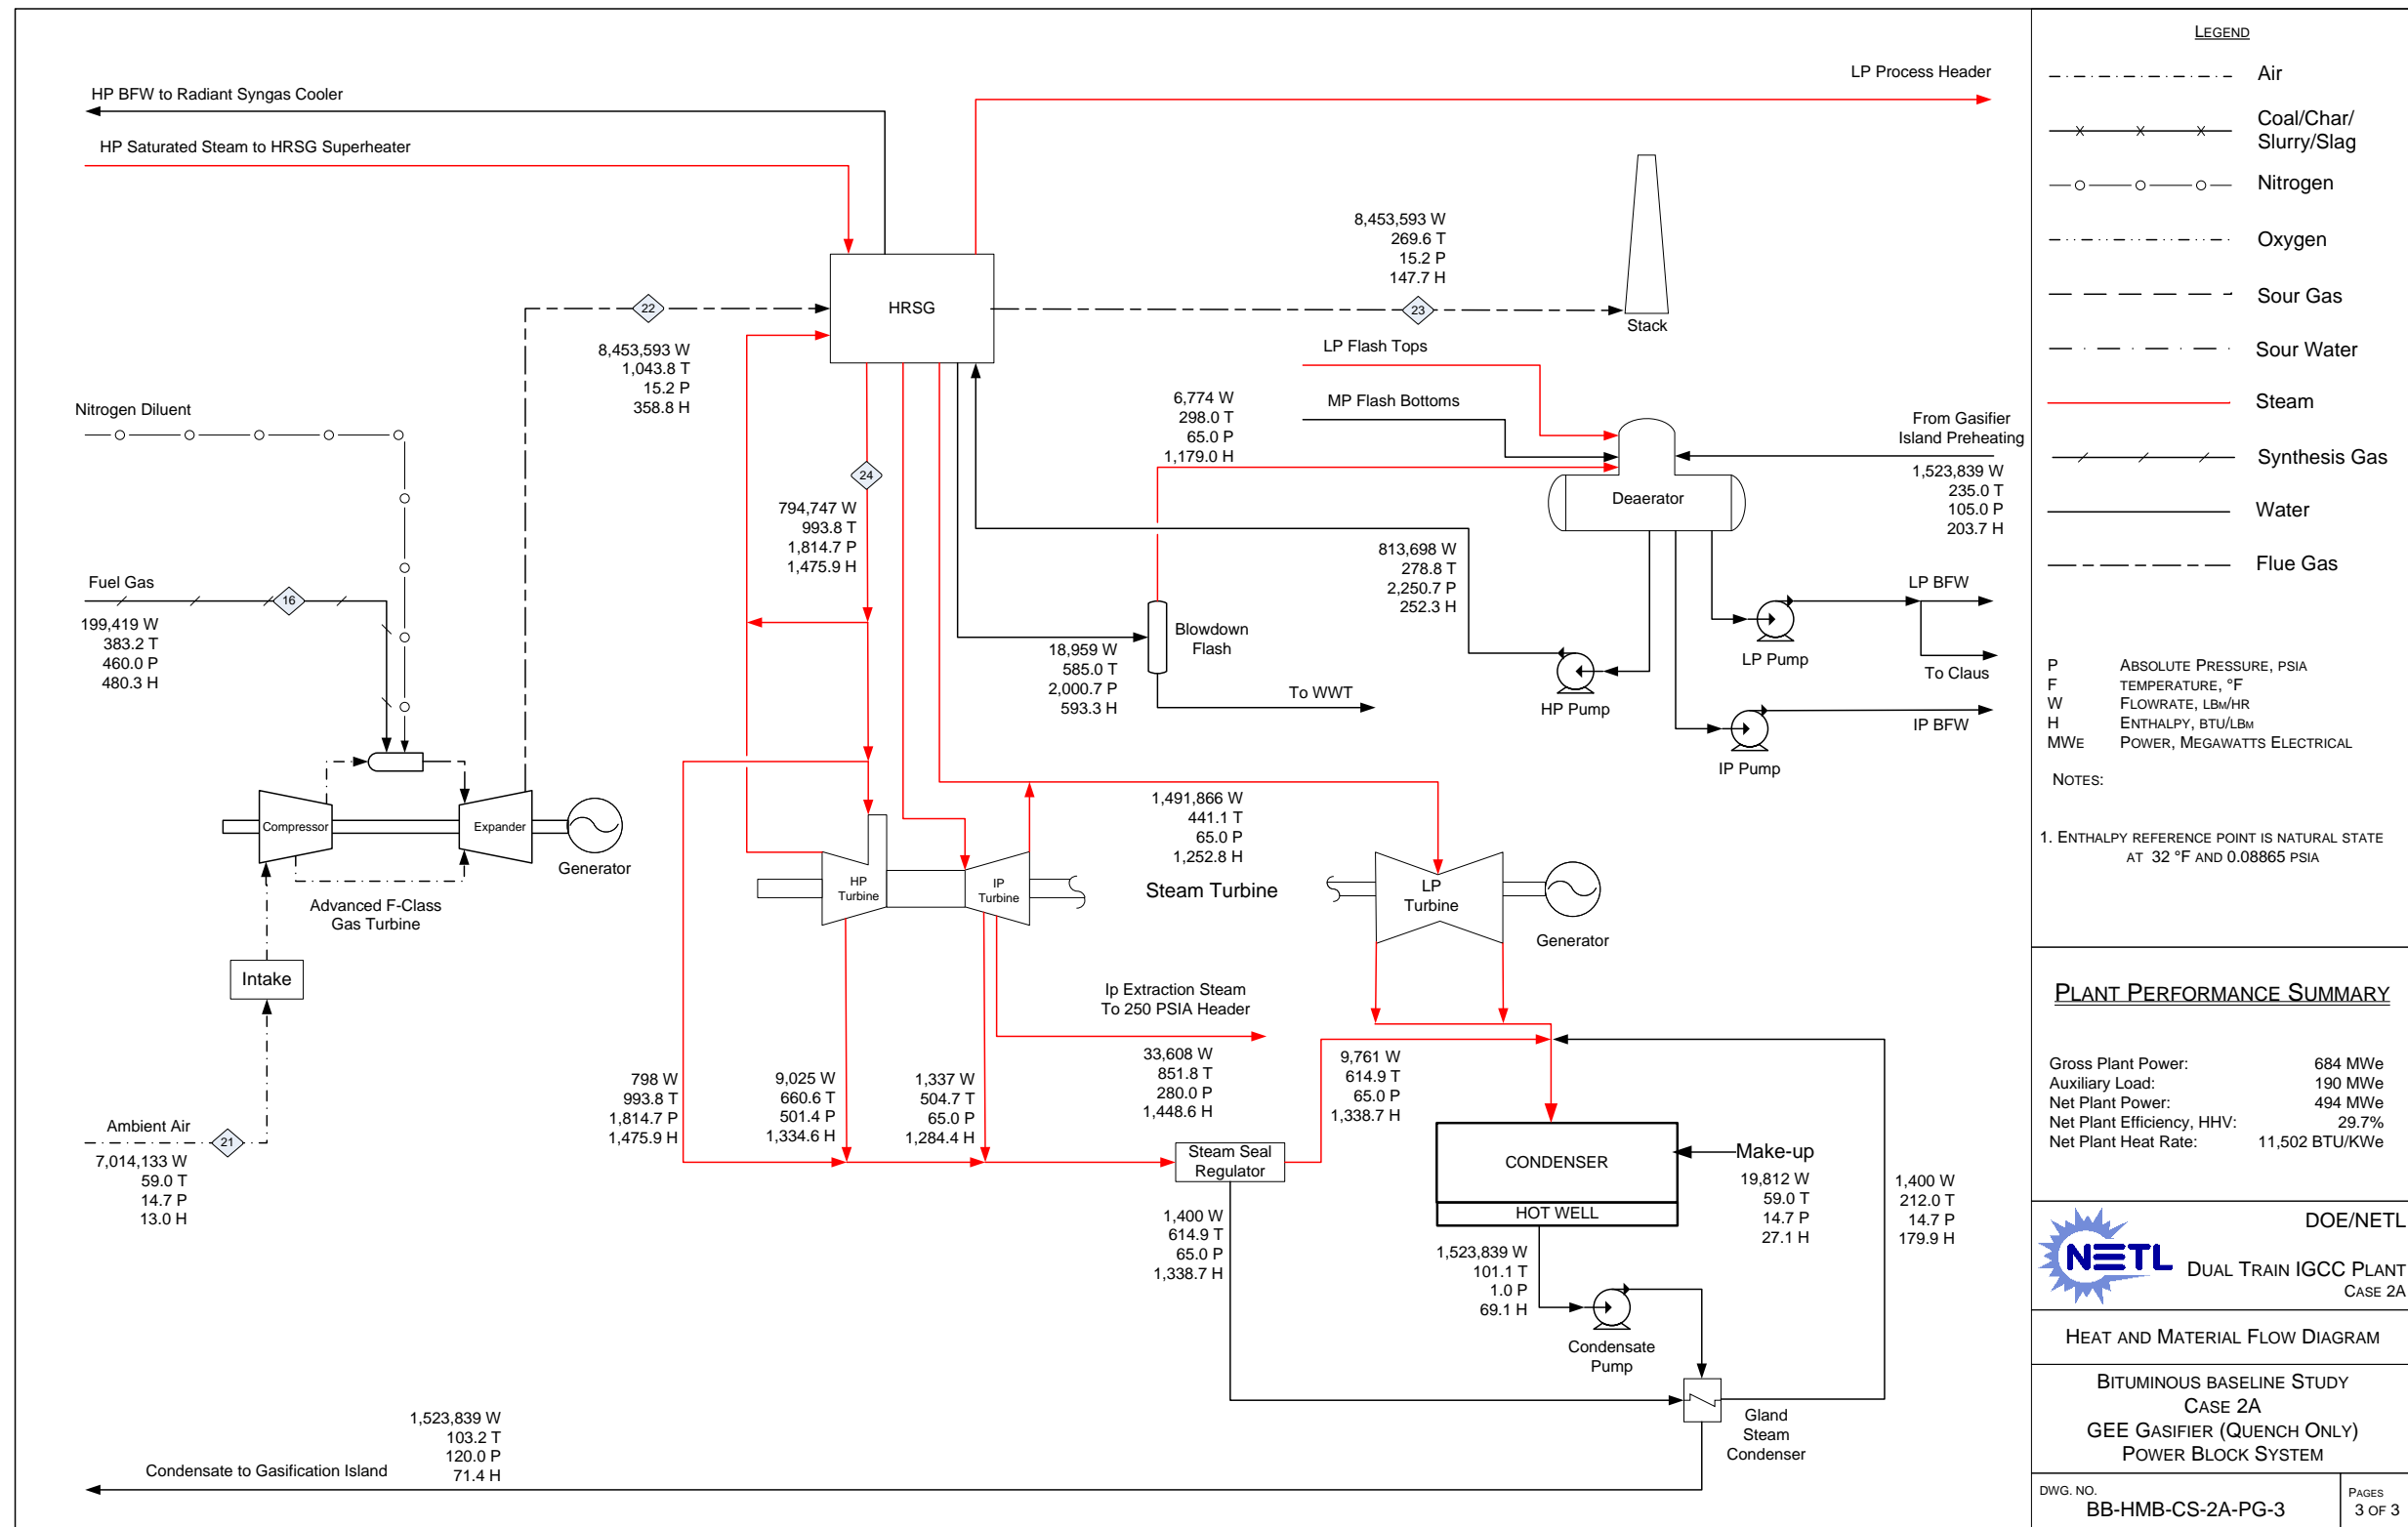 HP BFW to Radiant Syngas Cooler
HP Saturated Steam to HRSG Superheater
LP Process Header
HRSG
22
8,453,593 W
1,043.8 T
15.2 P
358.8 H
8,453,593 W
269.6 T
15.2 P
147.7 H
23
Stack
Nitrogen Diluent
Fuel Gas
16
199,419 W
383.2 T
460.0 P
480.3 H
24
794,747 W
993.8 T
1,814.7 P
1,475.9 H
LP Flash Tops
MP Flash Bottoms
6,774 W
298.0 T
65.0 P
1,179.0 H
From Gasifier
Island Preheating
1,523,839 W
235.0 T
105.0 P
203.7 H
Deaerator
813,698 W
278.8 T
2,250.7 P
252.3 H
Blowdown
Flash
18,959 W
585.0 T
2,000.7 P
593.3 H
To WWT
HP Pump
LP Pump
LP BFW
To Claus
IP Pump
IP BFW
Compressor
Expander
Generator
Advanced F-Class
Gas Turbine
Intake
Ambient Air
21
7,014,133 W
59.0 T
14.7 P
13.0 H
HP
Turbine
IP
Turbine
1,491,866 W
441.1 T
65.0 P
1,252.8 H
Steam Turbine
LP
Turbine
Generator
Ip Extraction Steam
To 250 PSIA Header
33,608 W
851.8 T
280.0 P
1,448.6 H
798 W
993.8 T
1,814.7 P
1,475.9 H
9,025 W
660.6 T
501.4 P
1,334.6 H
1,337 W
504.7 T
65.0 P
1,284.4 H
9,761 W
614.9 T
65.0 P
1,338.7 H
Steam Seal
Regulator
1,400 W
614.9 T
65.0 P
1,338.7 H
CONDENSER
HOT WELL
Make-up
19,812 W
59.0 T
14.7 P
27.1 H
1,400 W
212.0 T
14.7 P
179.9 H
1,523,839 W
101.1 T
1.0 P
69.1 H
Condensate
Pump
Gland
Steam
Condenser
1,523,839 W
103.2 T
120.0 P
71.4 H
Condensate to Gasification Island
LEGEND
Air
Coal/Char/
Slurry/Slag
Nitrogen
Oxygen
Sour Gas
Sour Water
Steam
Synthesis Gas
Water
Flue Gas
P ABSOLUTE PRESSURE, PSIA
F TEMPERATURE, °F
W FLOWRATE, LBM/HR
H ENTHALPY, BTU/LBM
MWE POWER, MEGAWATTS ELECTRICAL
NOTES:
1. ENTHALPY REFERENCE POINT IS NATURAL STATE
AT 32 °F AND 0.08865 PSIA
PLANT PERFORMANCE SUMMARY
Gross Plant Power: 684 MWe
Auxiliary Load: 190 MWe
Net Plant Power: 494 MWe
Net Plant Efficiency, HHV: 29.7%
Net Plant Heat Rate: 11,502 BTU/KWe
NETL
DOE/NETL
DUAL TRAIN IGCC PLANT
CASE 2A
HEAT AND MATERIAL FLOW DIAGRAM
BITUMINOUS BASELINE STUDY
CASE 2A
GEE GASIFIER (QUENCH ONLY)
POWER BLOCK SYSTEM
DWG. NO.
BB-HMB-CS-2A-PG-3
PAGES
3 OF 3